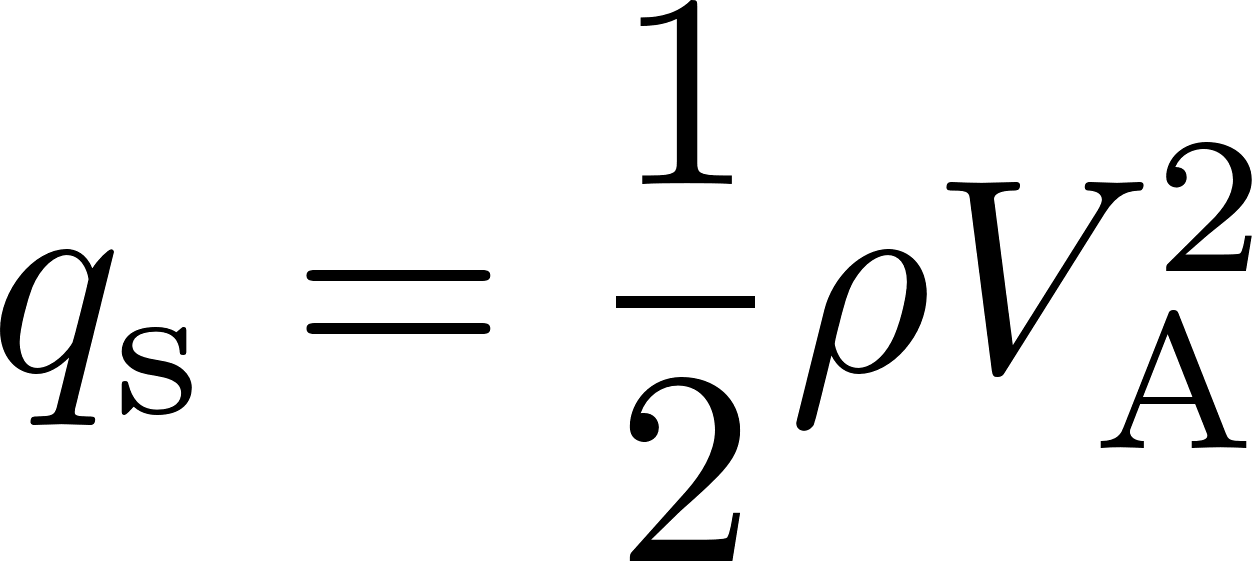 q_s = \frac{1}{2} \rho V_A^2